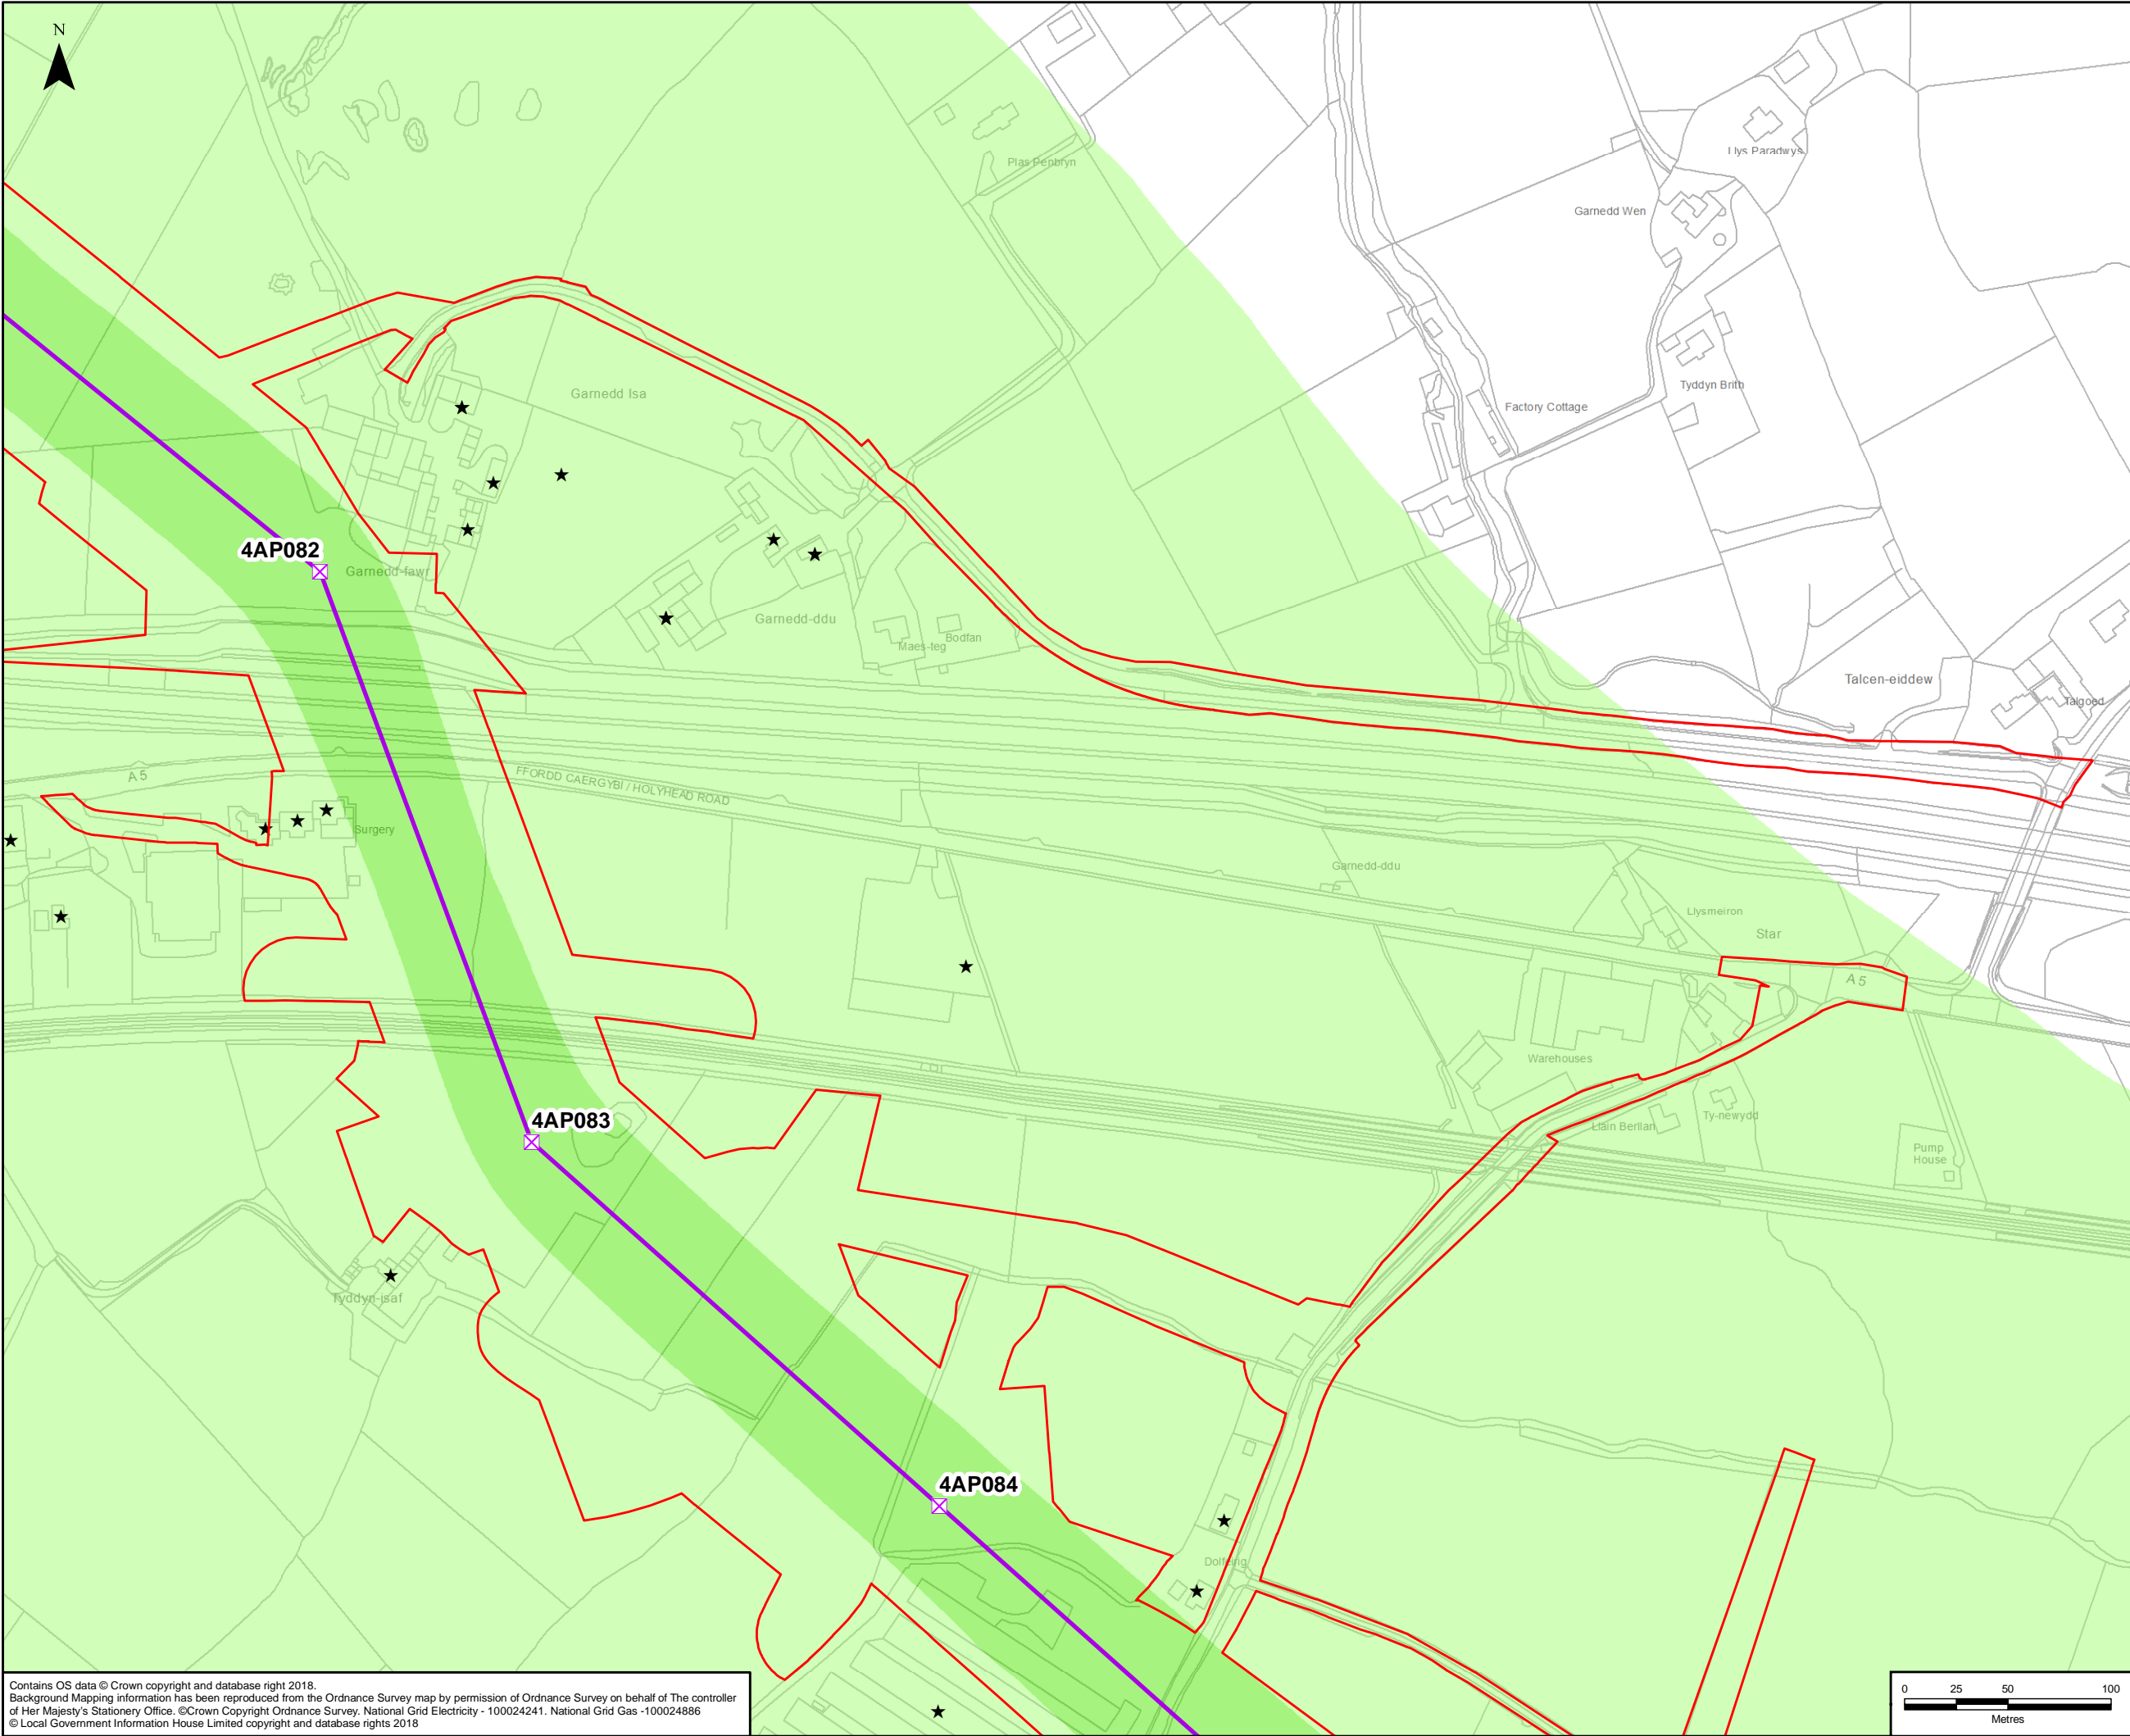 N
Plas Penbryn
Llys Paradwys
Garnedd Wen
Garnedd Isa
Tyddyn Brith
Factory Cottage
4AP082
Garnedd-fawr
Garnedd-ddu
Bodfan
Maes-teg
Talcen-eiddew
Talgoed
A 5
FFORDD CAERGYBI / HOLYHEAD ROAD
Surgery
Garnedd-ddu
Llysmeiron
Star
A 5
Warehouses
Ty-newydd
Llain Berllan
4AP083
Pump
House
Tyddyn-isaf
4AP084
Contains OS data © Crown copyright and database right 2018.
Background Mapping information has been reproduced from the Ordnance Survey map by permission of Ordnance Survey on behalf of The controller
of Her Majesty's Stationery Office. ©Crown Copyright Ordnance Survey. National Grid Electricity - 100024241. National Grid Gas -100024886
© Local Government Information House Limited copyright and database rights 2018
0 25 50 100
Metres